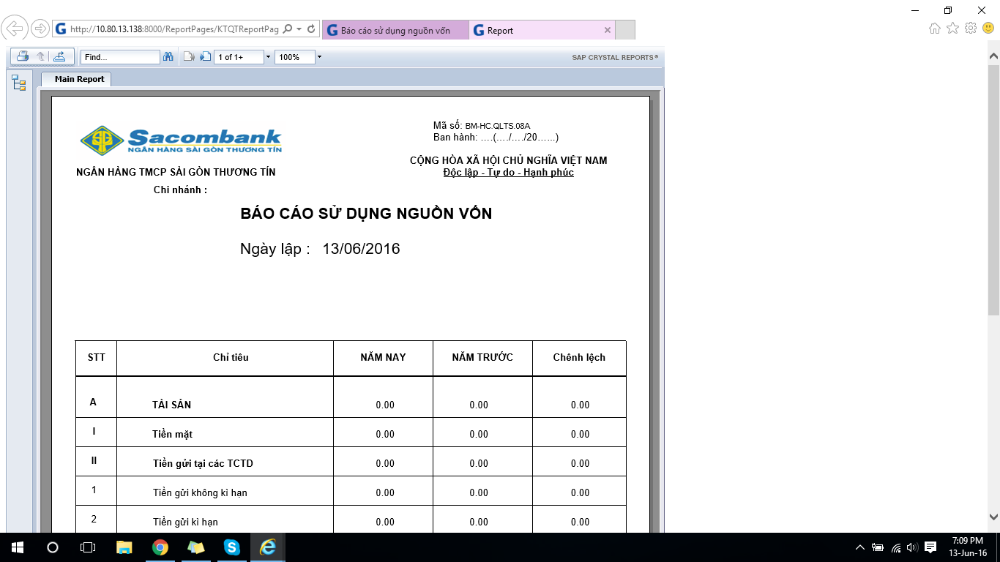 http://10.80.13.138:8000/ReportPages/KTQTReportPag
Báo cáo sử dụng nguồn vốn
Report
Find...
1 of 1+
100%
SAP CRYSTAL REPORTS®
Main Report
Sacombank
NGÂN HÀNG SÀI GÒN THƯƠNG TÍN
Mã số: BM-HC.QLTS.08A
Ban hành: ....(..../..../20......)
CỘNG HÒA XÃ HỘI CHỦ NGHĨA VIỆT NAM
NGÂN HÀNG TMCP SÀI GÒN THƯƠNG TÍN
Độc lập - Tự do - Hạnh phúc
Chi nhánh :
BÁO CÁO SỬ DỤNG NGUỒN VỐN
Ngày lập : 13/06/2016
STT Chỉ tiêu NĂM NAY NĂM TRƯỚC Chênh lệch
A TÀI SẢN 0.00 0.00 0.00
I Tiền mặt 0.00 0.00 0.00
II Tiền gửi tại các TCTD 0.00 0.00 0.00
1 Tiền gửi không kì hạn 0.00 0.00 0.00
2 Tiền gửi kì hạn 0.00 0.00 0.00
7:09 PM
13-Jun-16